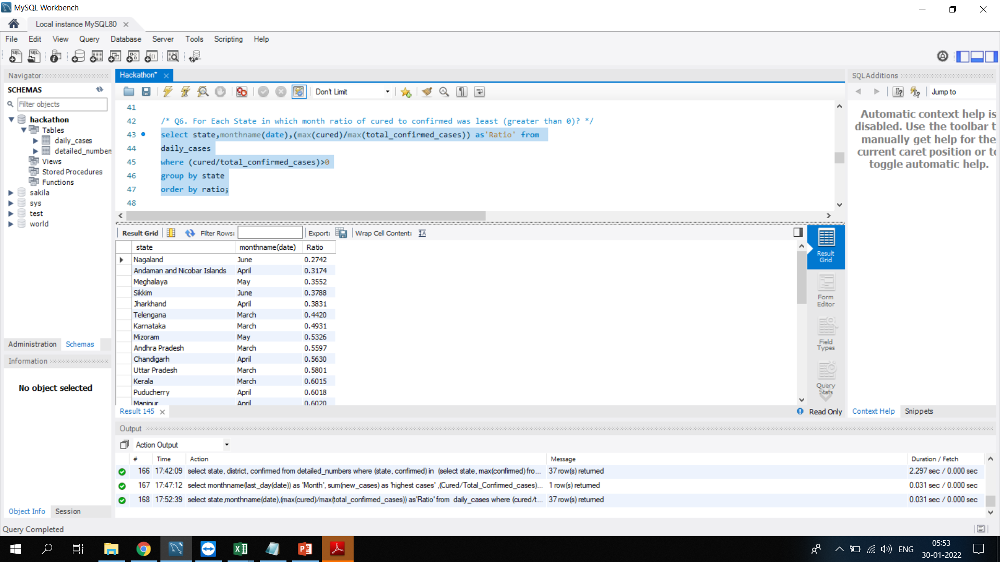 MySQL Workbench
Local instance MySQL80
File Edit View Query Database Server Tools Scripting Help
Navigator
SCHEMAS
Filter objects
hackathon
Tables
daily_cases
detailed_number
Views
Stored Procedures
Functions
sakila
sys
test
world
Administration Schemas
Information
No object selected
Object Info Session
Hackathon*
Don't Limit
41
42 /* Q6. For Each State in which month ratio of cured to confirmed was least (greater than 0)? */
43 select state,monthname(date),(max(cured)/max(total_confirmed_cases)) as'Ratio' from
44 daily_cases
45 where (cured/total_confirmed_cases)>0
46 group by state
47 order by ratio;
48
Result Grid Filter Rows: Export: Wrap Cell Content:
state monthname(date) Ratio
Nagaland June 0.2742
Andaman and Nicobar Islands April 0.3174
Meghalaya May 0.3552
Sikkim June 0.3788
Jharkhand April 0.3831
Telengana March 0.4420
Karnataka March 0.4931
Mizoram May 0.5326
Andhra Pradesh March 0.5597
Chandigarh April 0.5630
Uttar Pradesh March 0.5801
Kerala March 0.6015
Puducherry April 0.6018
Manipur April 0.6020
Result Grid
Form Editor
Field Types
Query Stats
Result 145
Read Only
SQLAdditions
Jump to
Automatic context help is
disabled. Use the toolbar t
manually get help for the
current caret position or to
toggle automatic help.
Context Help Snippets
Output
Action Output
# Time Action Message Duration / Fetch
166 17:42:09 select state, district, confirmed from detailed_numbers where (state, confirmed) in (select state, max(confirmed) fro... 37 row(s) returned 2.297 sec / 0.000 sec
167 17:47:12 select monthname(last_day(date)) as 'Month', sum(new_cases) as 'highest cases' ,(Cured/Total_Confirmed_cases)... 1 row(s) returned 0.031 sec / 0.000 sec
168 17:52:39 select state,monthname(date),(max(cured)/max(total_confirmed_cases)) as'Ratio' from daily_cases where (cured/t... 37 row(s) returned 0.031 sec / 0.000 sec
Query Completed
ENG
05:53
30-01-2022